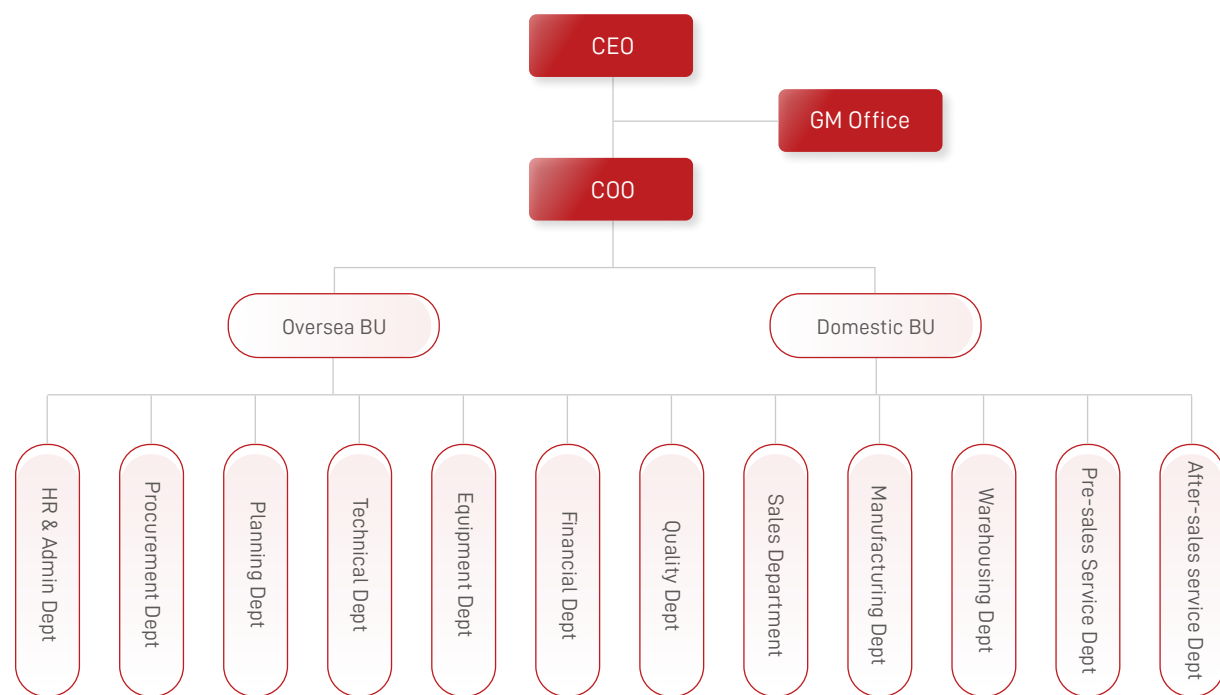 CEO
GM Office
COO
Oversea BU
Domestic BU
HR & Admin Dept
Procurement Dept
Planning Dept
Technical Dept
Equipment Dept
Financial Dept
Quality Dept
Sales Department
Manufacturing Dept
Warehousing Dept
Pre-sales Service Dept
After-sales service Dept